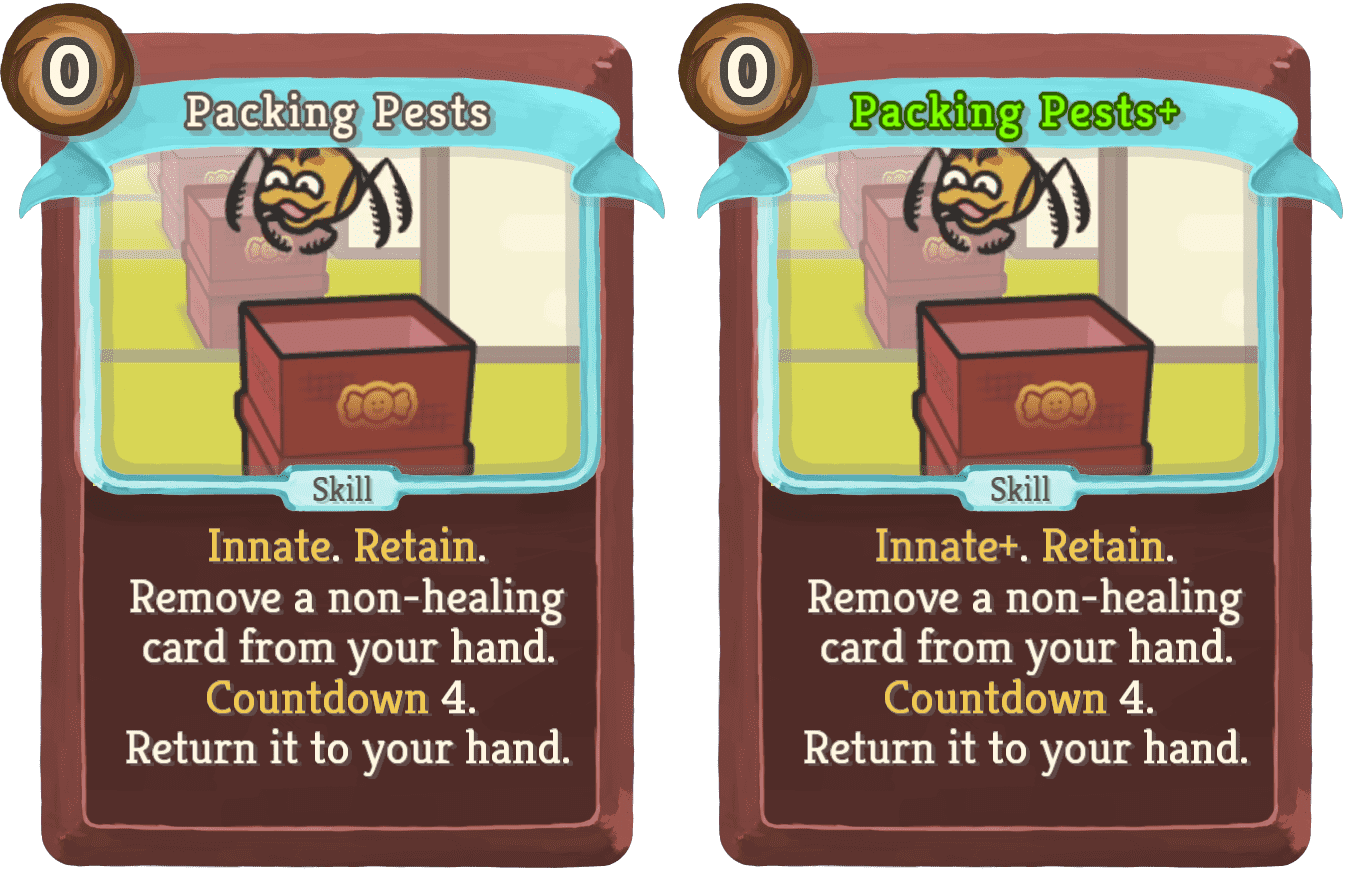 0
Packing Pests
Skill
Innate. Retain.
Remove a non-healing
card from your hand.
Countdown 4.
Return it to your hand.
0
Packing Pests+
Skill
Innate+. Retain.
Remove a non-healing
card from your hand.
Countdown 4.
Return it to your hand.